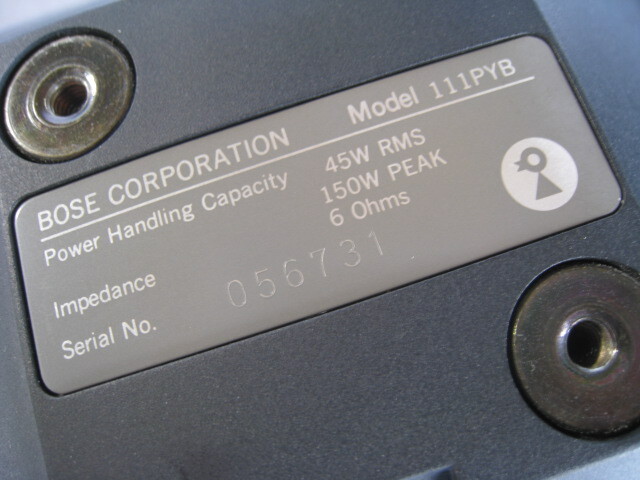 BOSE CORPORATION Model 111PYB
Power Handling Capacity 45W RMS
150W PEAK
Impedance 6 Ohms
Serial No. 056731